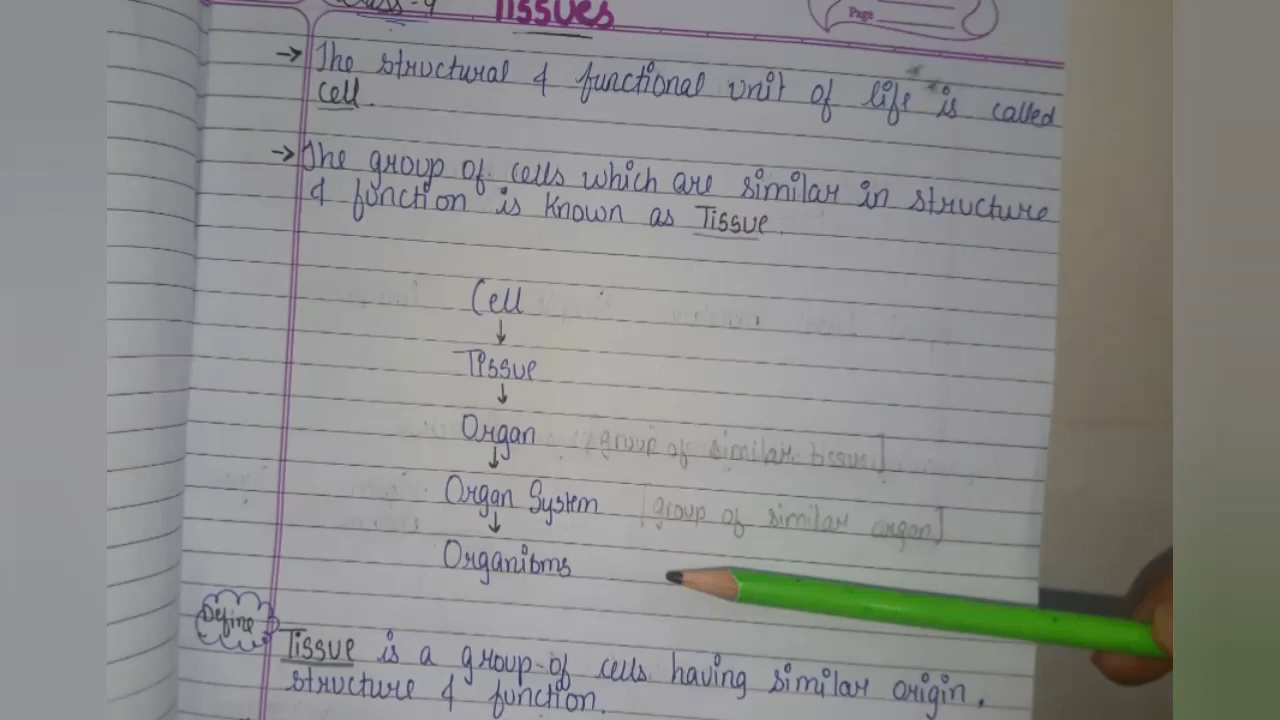 Class-9
Tissues
Page
→ The structural & functional unit of life is called
cell.
→ The group of cells which are similar in structure
& function is known as Tissue.
Cell
↓
Tissue
↓
Organ [group of similar tissue]
↓
Organ System [group of similar organ]
↓
Organisms
Define
Tissue is a group of cells having similar origin,
structure & function.